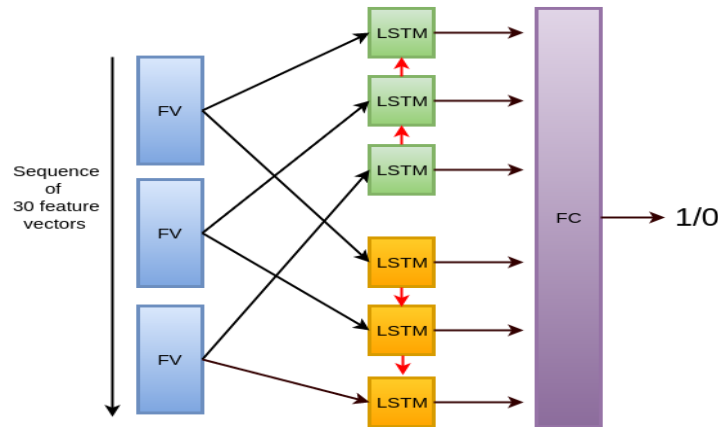 Sequence
of
30 feature
vectors
FV
FV
FV
LSTM
LSTM
LSTM
LSTM
LSTM
LSTM
FC
1/0